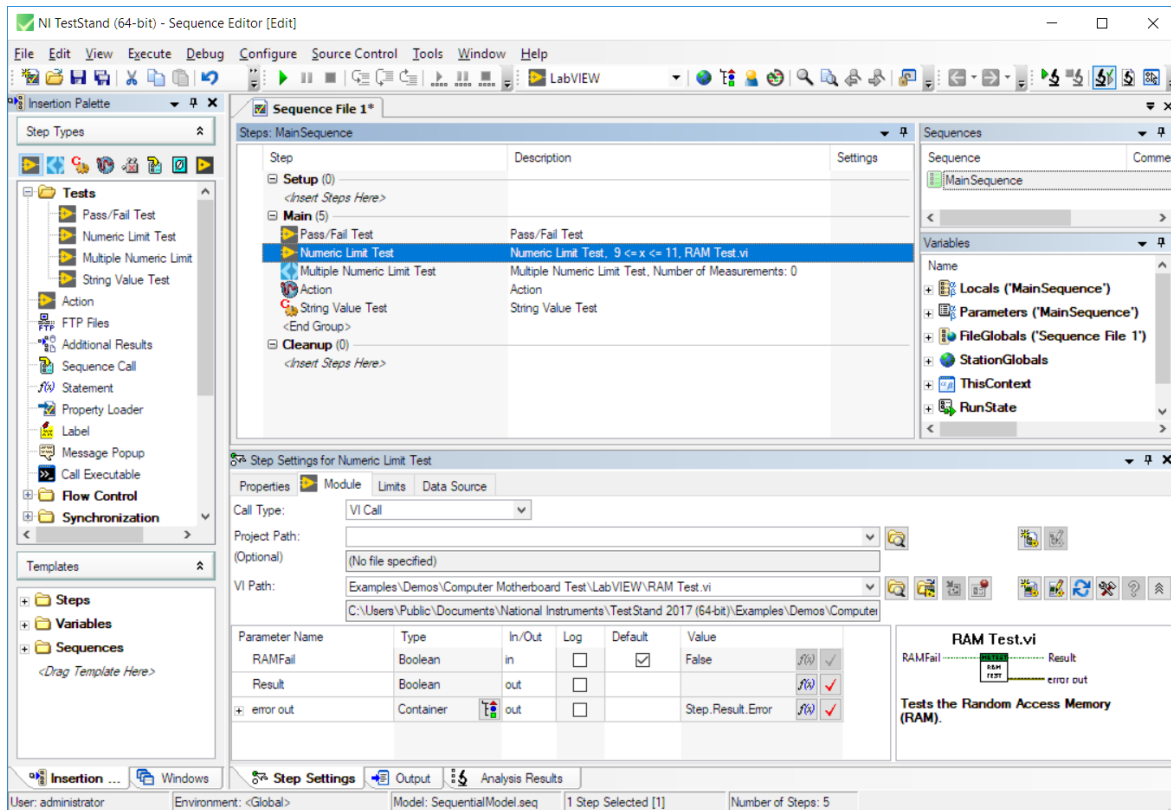 NI TestStand (64-bit) - Sequence Editor [Edit]
File Edit View Execute Debug Configure Source Control Tools Window Help
LabVIEW
Insertion Palette
Step Types
Tests
Pass/Fail Test
Numeric Limit Test
Multiple Numeric Limit
String Value Test
Action
FTP Files
Additional Results
Sequence Call
f(x) Statement
Property Loader
Label
Message Popup
Call Executable
Flow Control
Synchronization
Templates
Steps
Variables
Sequences
<Drag Template Here>
Insertion ... Windows
Sequence File 1*
Steps: MainSequence
Step Description Settings
Setup (0)
<Insert Steps Here>
Main (5)
Pass/Fail Test Pass/Fail Test
Numeric Limit Test Numeric Limit Test, 9 <= x <= 11, RAM Test.vi
Multiple Numeric Limit Test Multiple Numeric Limit Test, Number of Measurements: 0
Action Action
String Value Test String Value Test
<End Group>
Cleanup (0)
<Insert Steps Here>
Sequences
Sequence Comme
MainSequence
Variables
Name
Locals ('MainSequence')
Parameters ('MainSequence')
FileGlobals ('Sequence File 1')
StationGlobals
ThisContext
RunState
Step Settings for Numeric Limit Test
Properties Module Limits Data Source
Call Type: VI Call
Project Path:
(Optional) (No file specified)
VI Path: Examples\Demos\Computer Motherboard Test\LabVIEW\RAM Test.vi
C:\Users\Public\Documents\National Instruments\TestStand 2017 (64-bit)\Examples\Demos\Computer
Parameter Name Type In/Out Log Default Value
RAMFail Boolean in False f(x)
Result Boolean out f(x)
error out Container out Step.Result.Error f(x)
RAM Test.vi
RAMFail Result
RAM
TEST
error out
Tests the Random Access Memory
(RAM).
Step Settings Output Analysis Results
User: administrator Environment: <Global> Model: SequentialModel.seq 1 Step Selected [1] Number of Steps: 5